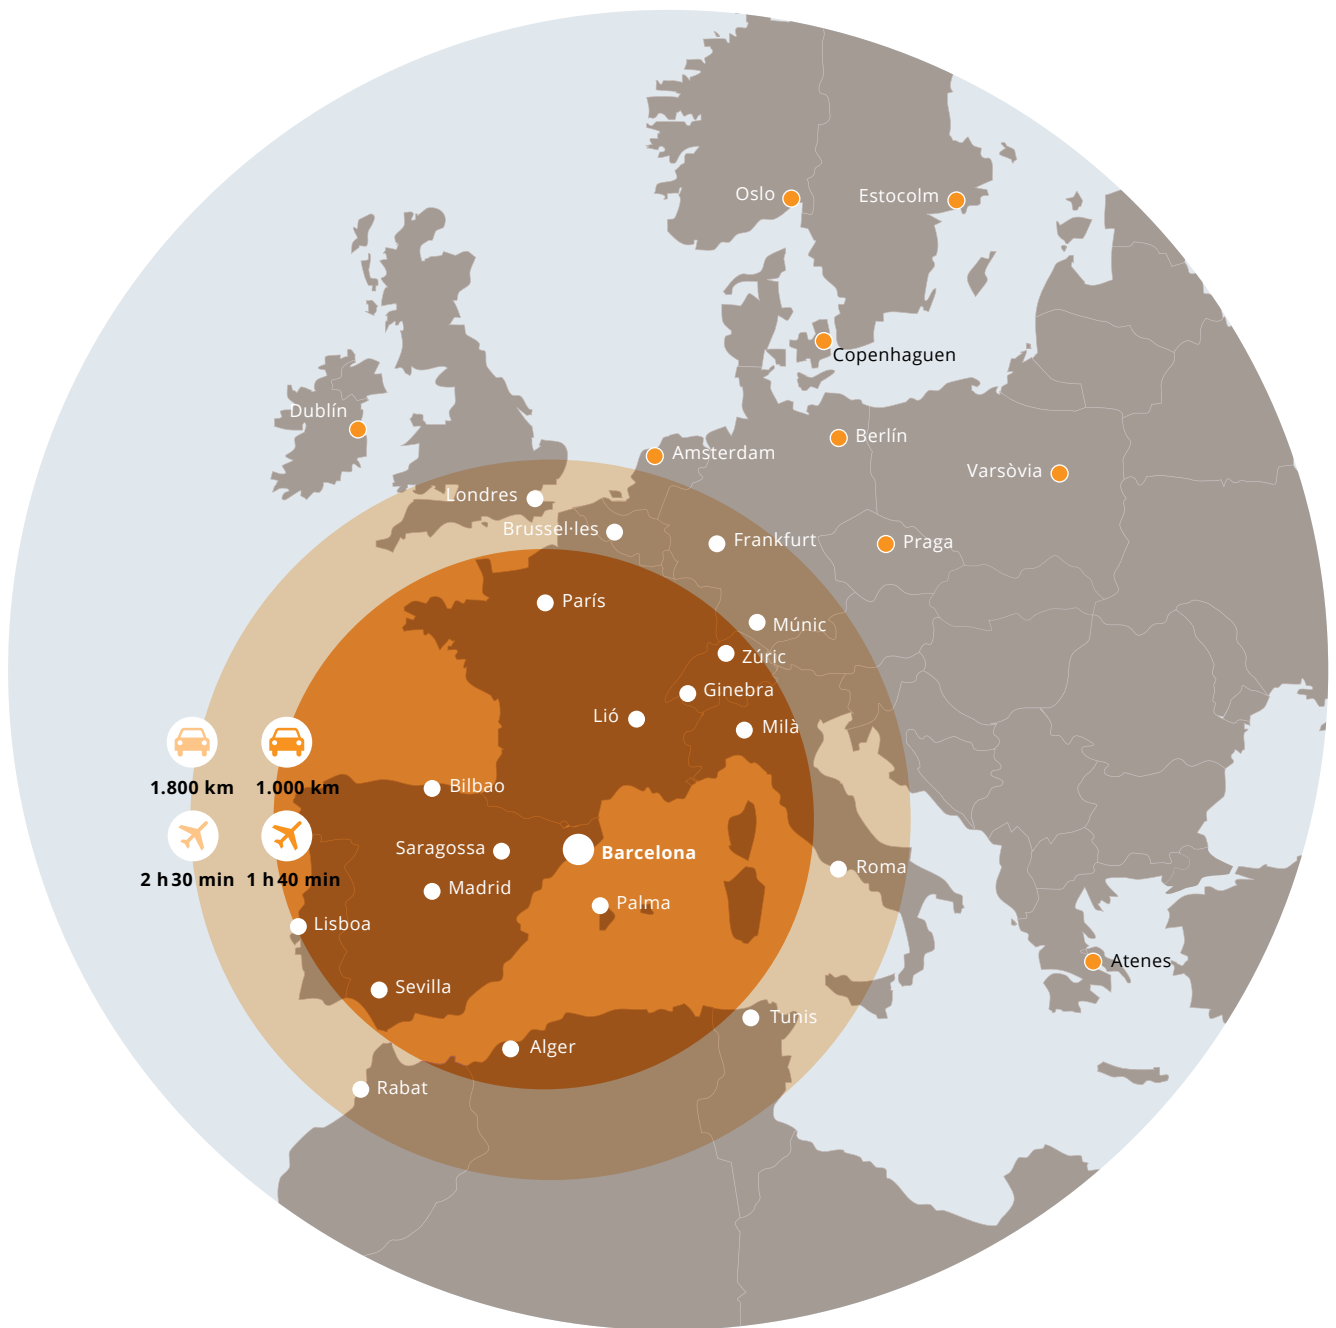 Oslo
Estocolm
Copenhaguen
Dublín
Berlín
Amsterdam
Varsòvia
Londres
Brussel·les
Frankfurt
Praga
París
Múnic
Zúric
Ginebra
Lió
Milà
1.800 km
1.000 km
Bilbao
Saragossa
Barcelona
Roma
2 h 30 min
1 h 40 min
Madrid
Palma
Lisboa
Atenes
Sevilla
Tunis
Alger
Rabat